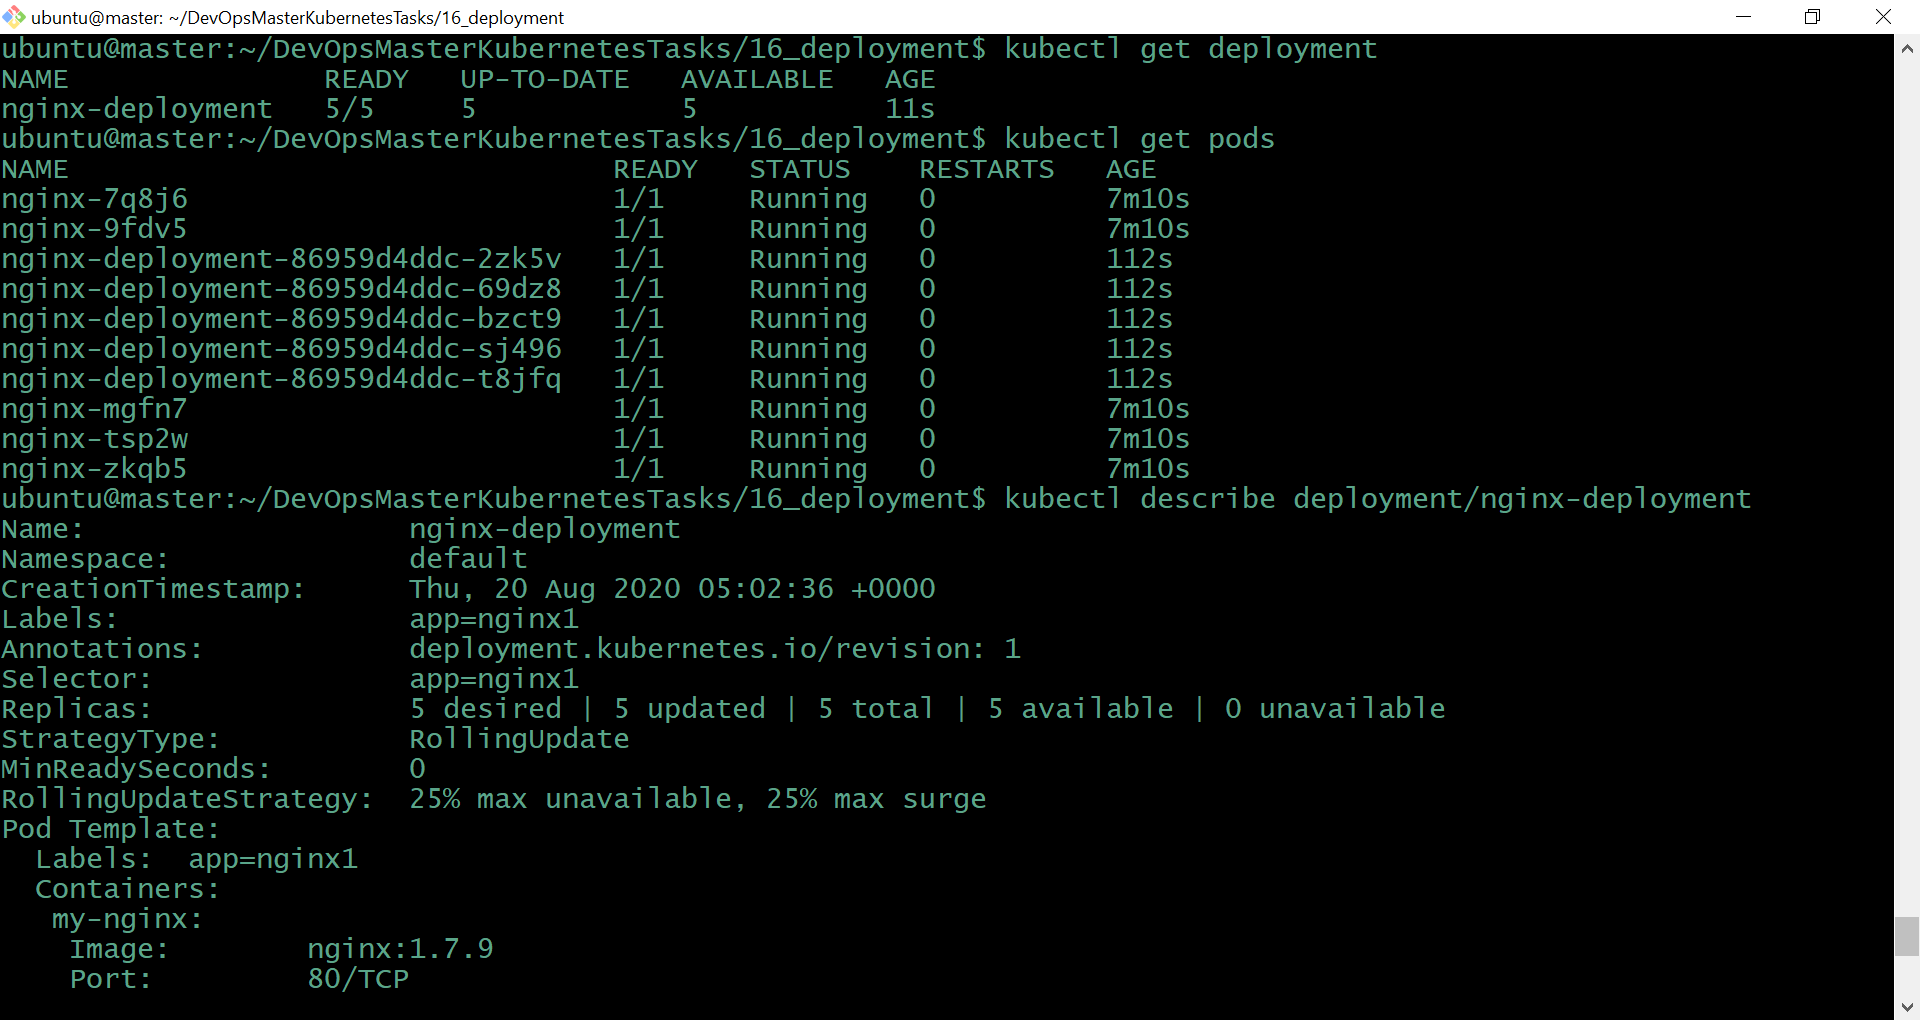 ubuntu@master: ~/DevOpsMasterKubernetesTasks/16_deployment
ubuntu@master:~/DevOpsMasterKubernetesTasks/16_deployment$ kubectl get deployment
NAME               READY   UP-TO-DATE   AVAILABLE   AGE
nginx-deployment   5/5     5            5           11s
ubuntu@master:~/DevOpsMasterKubernetesTasks/16_deployment$ kubectl get pods
NAME                                READY   STATUS    RESTARTS   AGE
nginx-7q8j6                         1/1     Running   0          7m10s
nginx-9fdv5                         1/1     Running   0          7m10s
nginx-deployment-86959d4ddc-2zk5v   1/1     Running   0          112s
nginx-deployment-86959d4ddc-69dz8   1/1     Running   0          112s
nginx-deployment-86959d4ddc-bzct9   1/1     Running   0          112s
nginx-deployment-86959d4ddc-sj496   1/1     Running   0          112s
nginx-deployment-86959d4ddc-t8jfq   1/1     Running   0          112s
nginx-mgfn7                         1/1     Running   0          7m10s
nginx-tsp2w                         1/1     Running   0          7m10s
nginx-zkqb5                         1/1     Running   0          7m10s
ubuntu@master:~/DevOpsMasterKubernetesTasks/16_deployment$ kubectl describe deployment/nginx-deployment
Name:                   nginx-deployment
Namespace:              default
CreationTimestamp:      Thu, 20 Aug 2020 05:02:36 +0000
Labels:                 app=nginx1
Annotations:            deployment.kubernetes.io/revision: 1
Selector:               app=nginx1
Replicas:               5 desired | 5 updated | 5 total | 5 available | 0 unavailable
StrategyType:           RollingUpdate
MinReadySeconds:        0
RollingUpdateStrategy:  25% max unavailable, 25% max surge
Pod Template:
  Labels:  app=nginx1
  Containers:
   my-nginx:
    Image:        nginx:1.7.9
    Port:         80/TCP